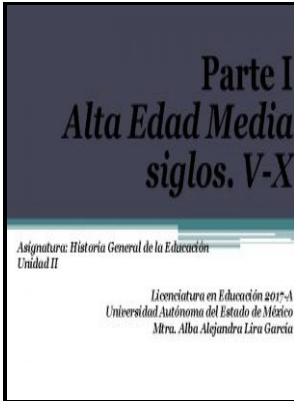 Parte I
Alta Edad Media
siglos. V-X
Asignatura: Historia General de la Educación
Unidad II
Licenciatura en Educación 2017-A
Universidad Autónoma del Estado de México
Mtra. Alba Alejandra Lira García